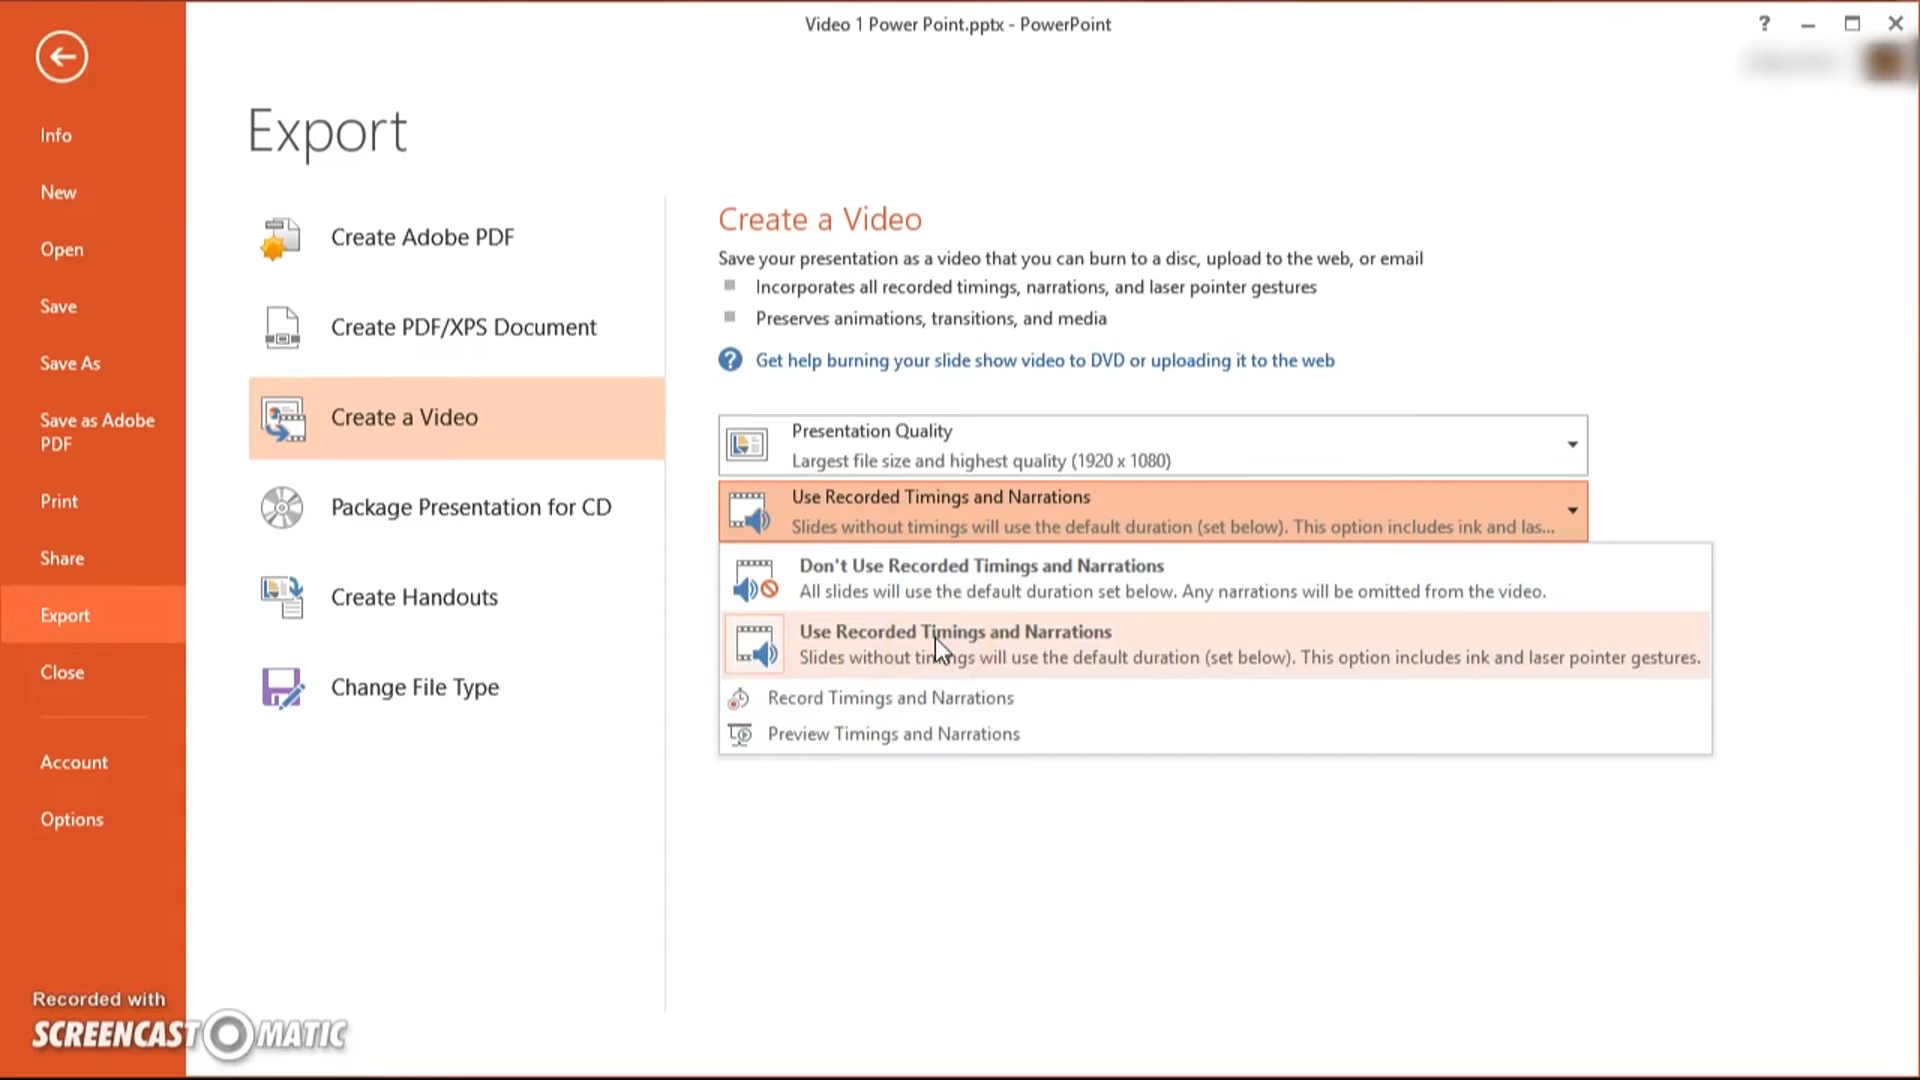 Video 1 Power Point.pptx - PowerPoint
?
Info
New
Open
Save
Save As
Save as Adobe
PDF
Print
Share
Export
Close
Account
Options
Export
Create Adobe PDF
Create PDF/XPS Document
Create a Video
Package Presentation for CD
Create Handouts
Change File Type
Create a Video
Save your presentation as a video that you can burn to a disc, upload to the web, or email
Incorporates all recorded timings, narrations, and laser pointer gestures
Preserves animations, transitions, and media
? Get help burning your slide show video to DVD or uploading it to the web
Presentation Quality
Largest file size and highest quality (1920 x 1080)
Use Recorded Timings and Narrations
Slides without timings will use the default duration (set below). This option includes ink and las...
Don't Use Recorded Timings and Narrations
All slides will use the default duration set below. Any narrations will be omitted from the video.
Use Recorded Timings and Narrations
Slides without timings will use the default duration (set below). This option includes ink and laser pointer gestures.
Record Timings and Narrations
Preview Timings and Narrations
Recorded with
SCREENCAST O MATIC